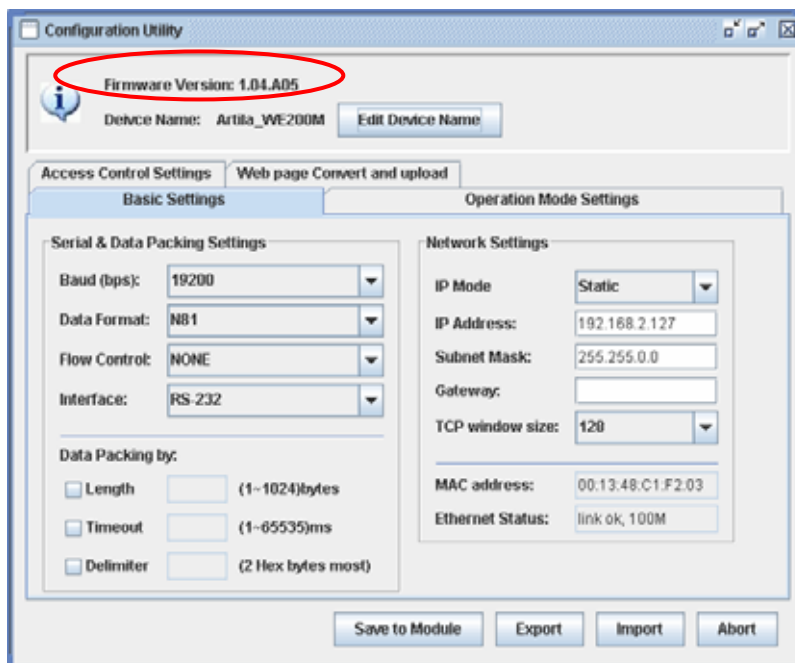 Configuration Utility
Firmware Version: 1.04.A05
Deivce Name: Artila_WE200M Edit Device Name
Access Control Settings Web page Convert and upload
Basic Settings Operation Mode Settings
Serial & Data Packing Settings
Baud (bps): 19200
Data Format: N81
Flow Control: NONE
Interface: RS-232
Data Packing by:
Length (1~1024)bytes
Timeout (1~65535)ms
Delimiter (2 Hex bytes most)
Network Settings
IP Mode Static
IP Address: 192.168.2.127
Subnet Mask: 255.255.0.0
Gateway:
TCP window size: 128
MAC address: 00:13:48:C1:F2:03
Ethernet Status: link ok, 100M
Save to Module Export Import Abort